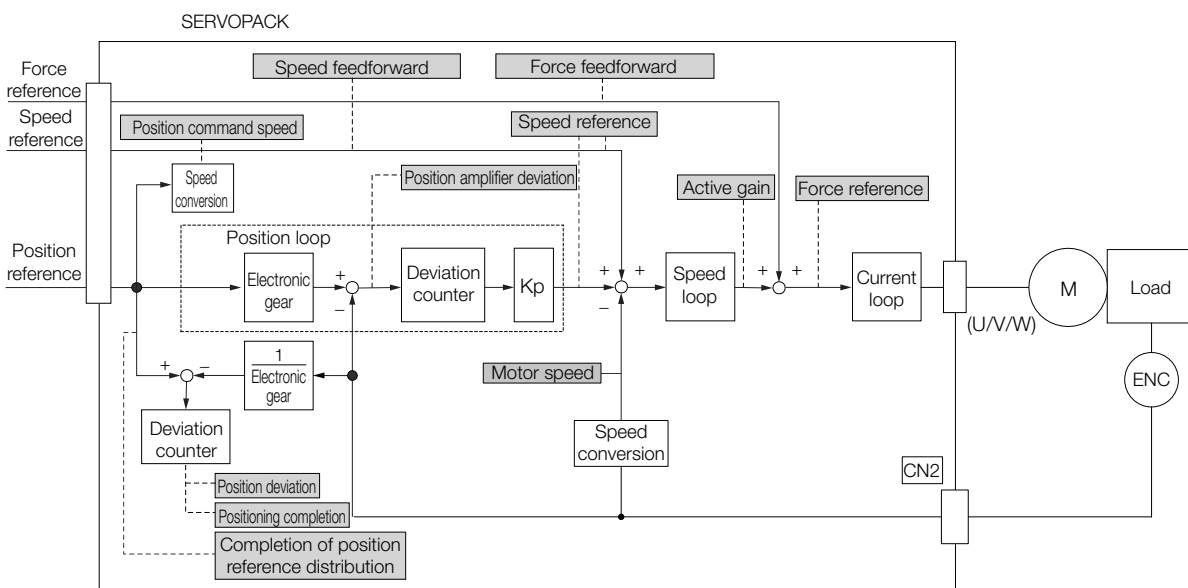 SERVOPACK
Force
reference
Speed feedforward
Force feedforward
Speed
reference
Position command speed
Speed reference
Speed
conversion
Position amplifier deviation
Active gain
Force reference
Position
reference
Position loop
Electronic
gear
+
−
Deviation
counter
Kp
+
+
−
Speed
loop
+
+
Current
loop
(U/V/W)
M
Load
+
−
1
Electronic
gear
Motor speed
ENC
Deviation
counter
Speed
conversion
CN2
Position deviation
Positioning completion
Completion of position
reference distribution